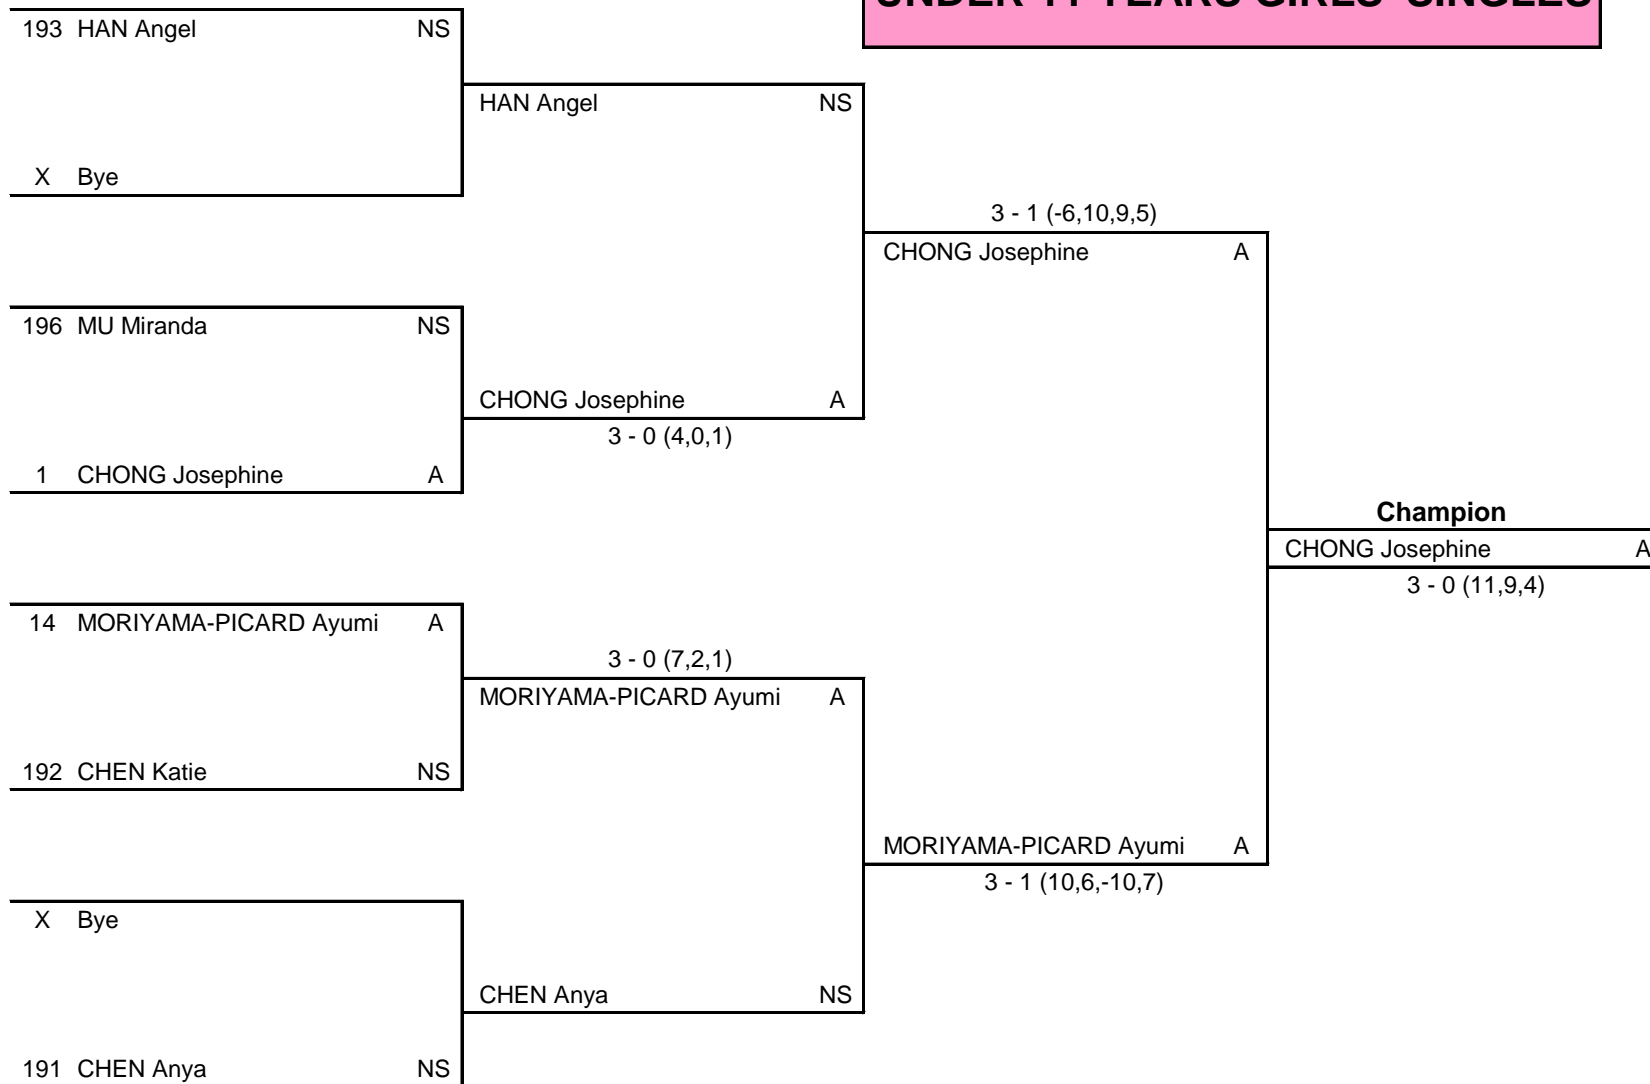 UNDER 11 YEARS GIRLS' SINGLES
193 HAN Angel NS
HAN Angel NS
X Bye
3 - 1 (-6,10,9,5)
CHONG Josephine A
196 MU Miranda NS
CHONG Josephine A
3 - 0 (4,0,1)
1 CHONG Josephine A
Champion
CHONG Josephine A
3 - 0 (11,9,4)
14 MORIYAMA-PICARD Ayumi A
3 - 0 (7,2,1)
MORIYAMA-PICARD Ayumi A
192 CHEN Katie NS
MORIYAMA-PICARD Ayumi A
3 - 1 (10,6,-10,7)
X Bye
CHEN Anya NS
191 CHEN Anya NS